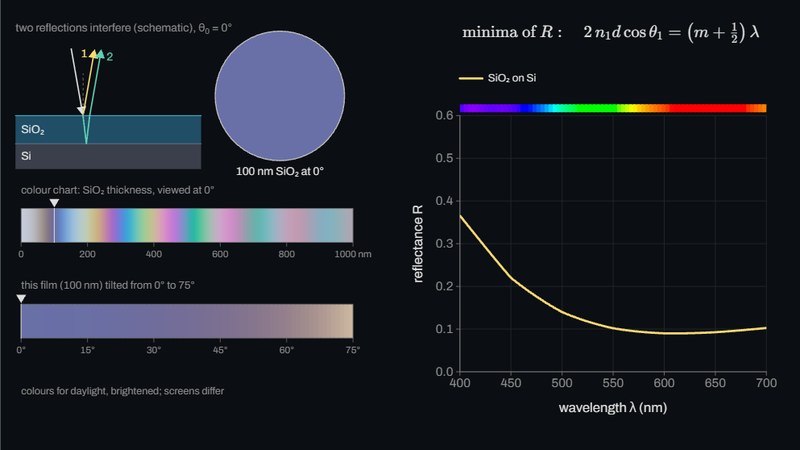 two reflections interfere (schematic), θ₀ = 0°
1
2
SiO₂
Si
100 nm SiO₂ at 0°
colour chart: SiO₂ thickness, viewed at 0°
0 200 400 600 800 1000 nm
this film (100 nm) tilted from 0° to 75°
0° 15° 30° 45° 60° 75°
colours for daylight, brightened; screens differ
minima of R : 2 n₁d cos θ₁ = (m + ½) λ
SiO₂ on Si
0.6
0.5
0.4
0.3
0.2
0.1
0.0
reflectance R
400 450 500 550 600 650 700
wavelength λ (nm)